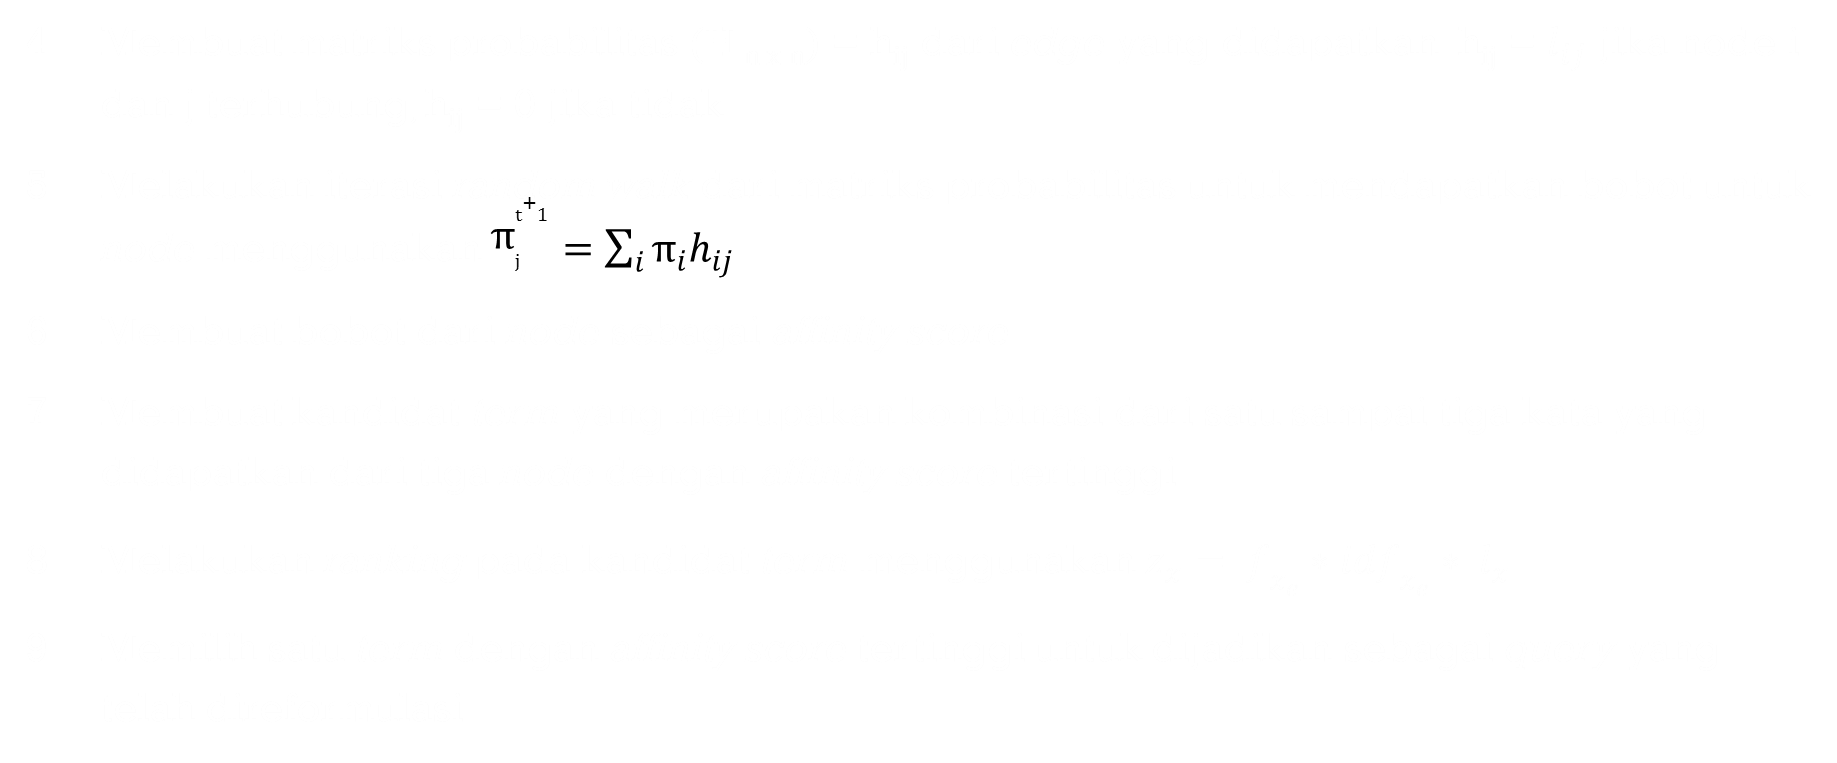 π_j^{t+1} = ∑_i π_i h_{ij}